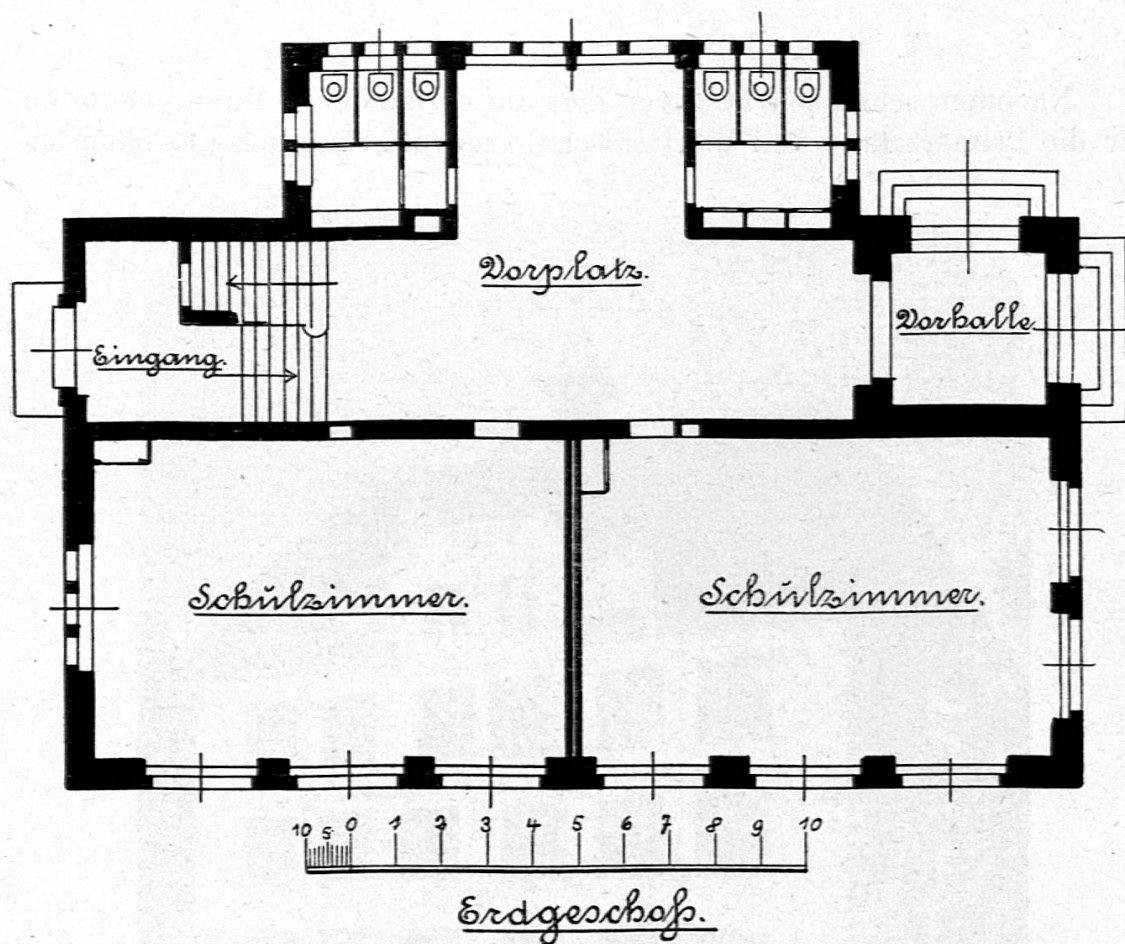 Vorplatz.
Vorhalle
Eingang.
Schulzimmer.
Schulzimmer.
10 5 0 1 2 3 4 5 6 7 8 9 10
Erdgeschoß.